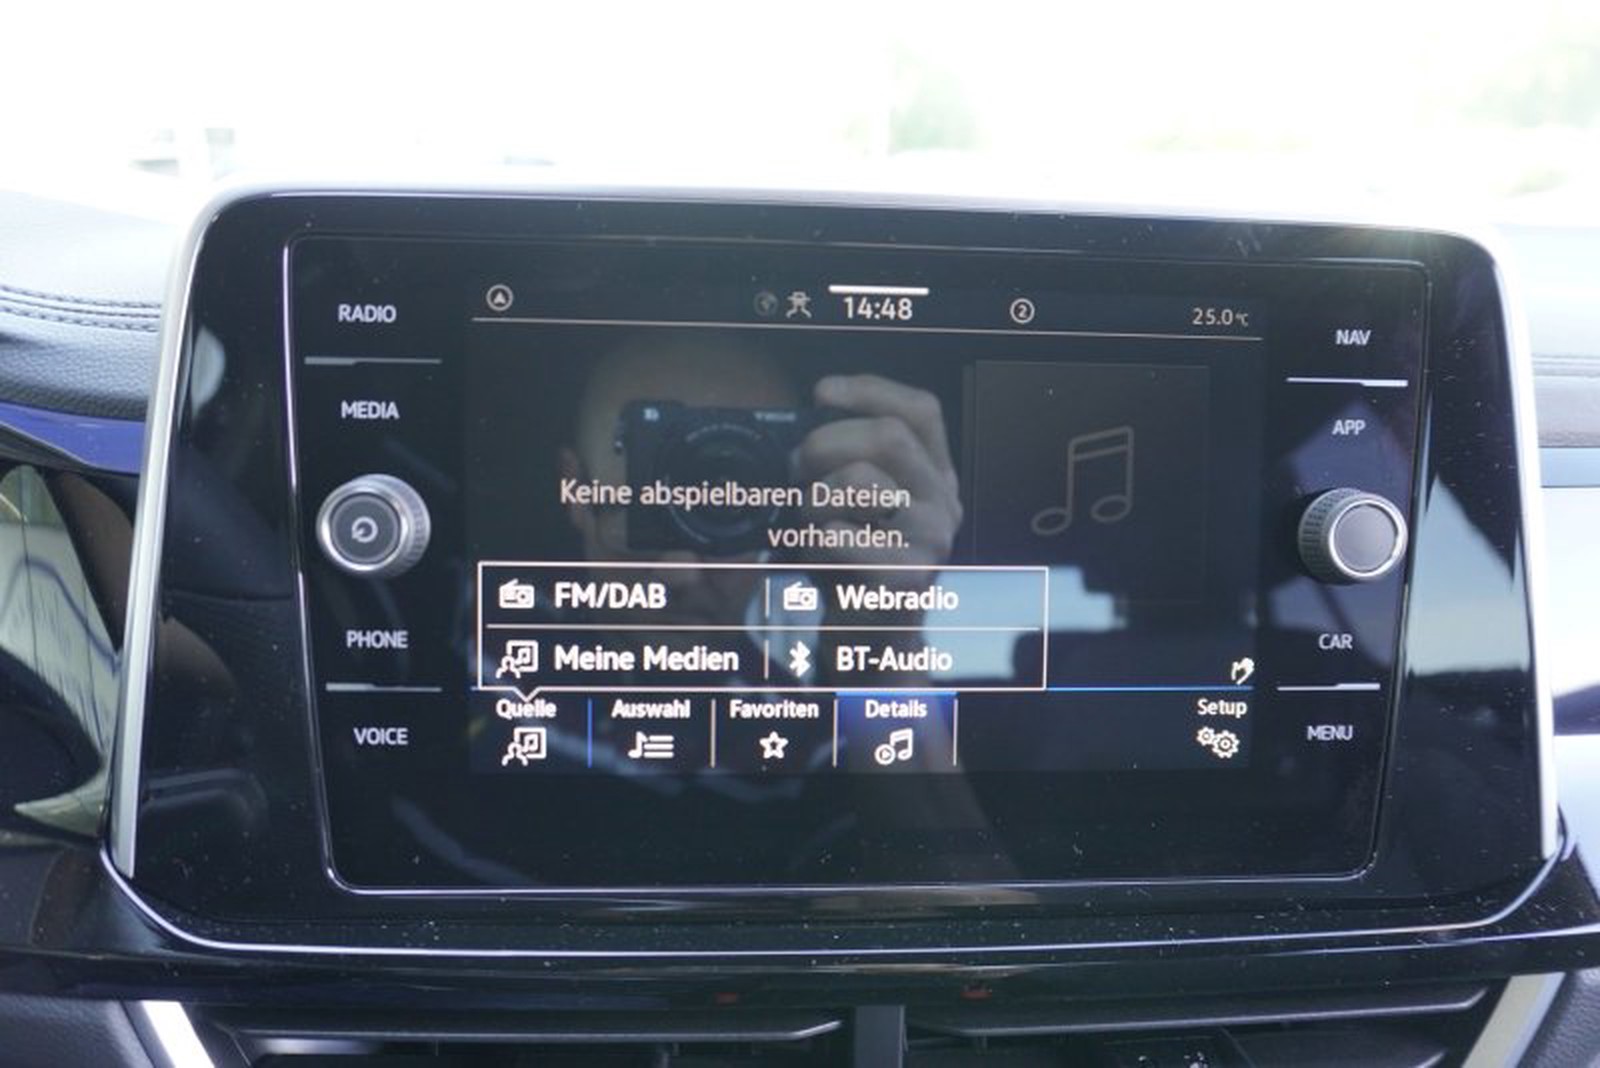 RADIO
MEDIA
PHONE
VOICE
14:48
2
25.0°C
Keine abspielbaren Dateien
vorhanden.
FM/DAB
Webradio
Meine Medien
BT-Audio
Quelle
Auswahl
Favoriten
Details
Setup
NAV
APP
CAR
MENU